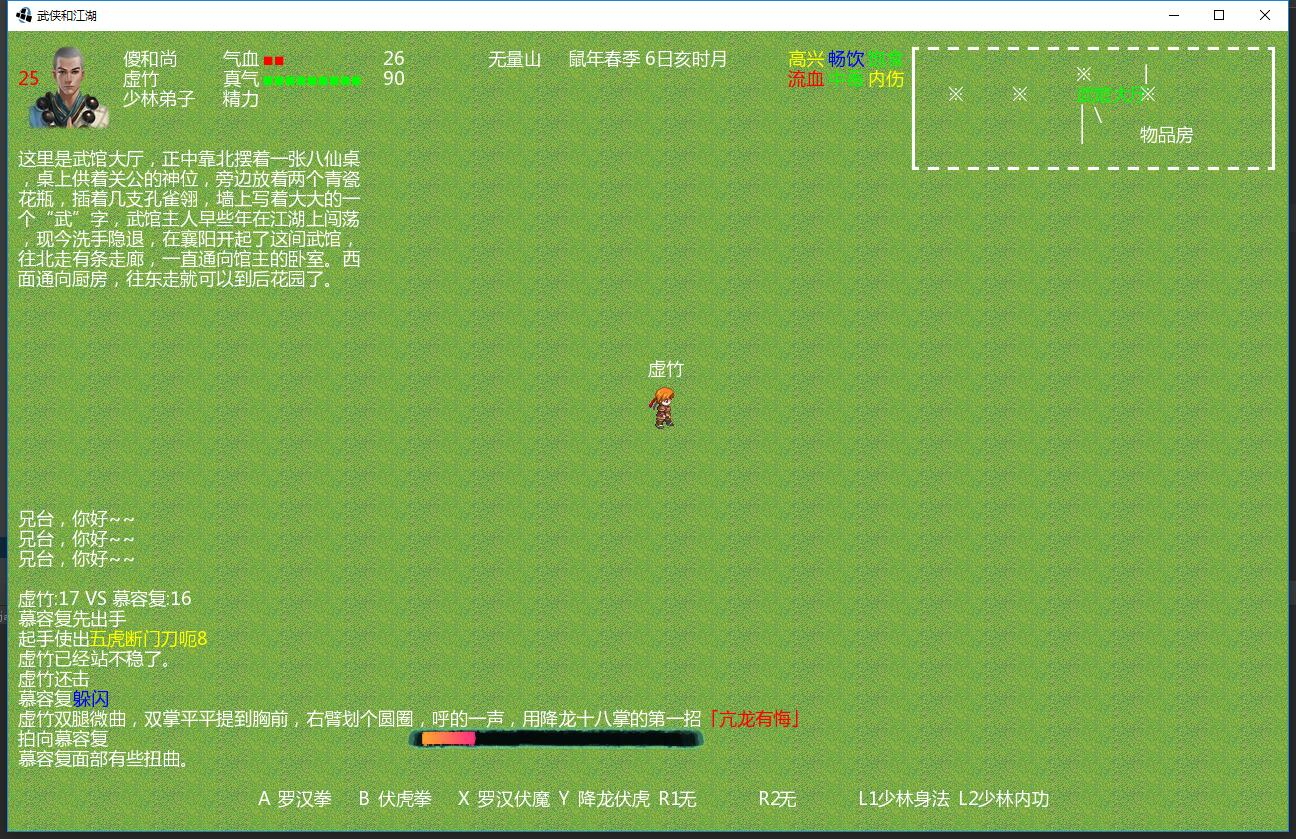 武侠和江湖
傻和尚 气血 26 无量山 鼠年春季 6日亥时月 高兴 畅饮
25 虚竹 真气 90 流血 中毒 内伤
少林弟子 精力
※ ※ ※ 武馆大厅 ※
物品房
这里是武馆大厅，正中靠北摆着一张八仙桌
，桌上供着关公的神位，旁边放着两个青瓷
花瓶，插着几支孔雀翎，墙上写着大大的一
个“武”字，武馆主人早些年在江湖上闯荡
，现今洗手隐退，在襄阳开起了这间武馆，
往北走有条走廊，一直通向馆主的卧室。西
面通向厨房，往东走就可以到后花园了。
虚竹
兄台，你好~~
兄台，你好~~
兄台，你好~~
虚竹:17 VS 慕容复:16
慕容复先出手
起手使出五虎断门刀呃8
虚竹已经站不稳了。
虚竹还击
慕容复躲闪
虚竹双腿微曲，双掌平平提到胸前，右臂划个圆圈，呼的一声，用降龙十八掌的第一招「亢龙有悔」
拍向慕容复
慕容复面部有些扭曲。
A 罗汉拳 B 伏虎拳 X 罗汉伏魔 Y 降龙伏虎 R1无 R2无 L1少林身法 L2少林内功